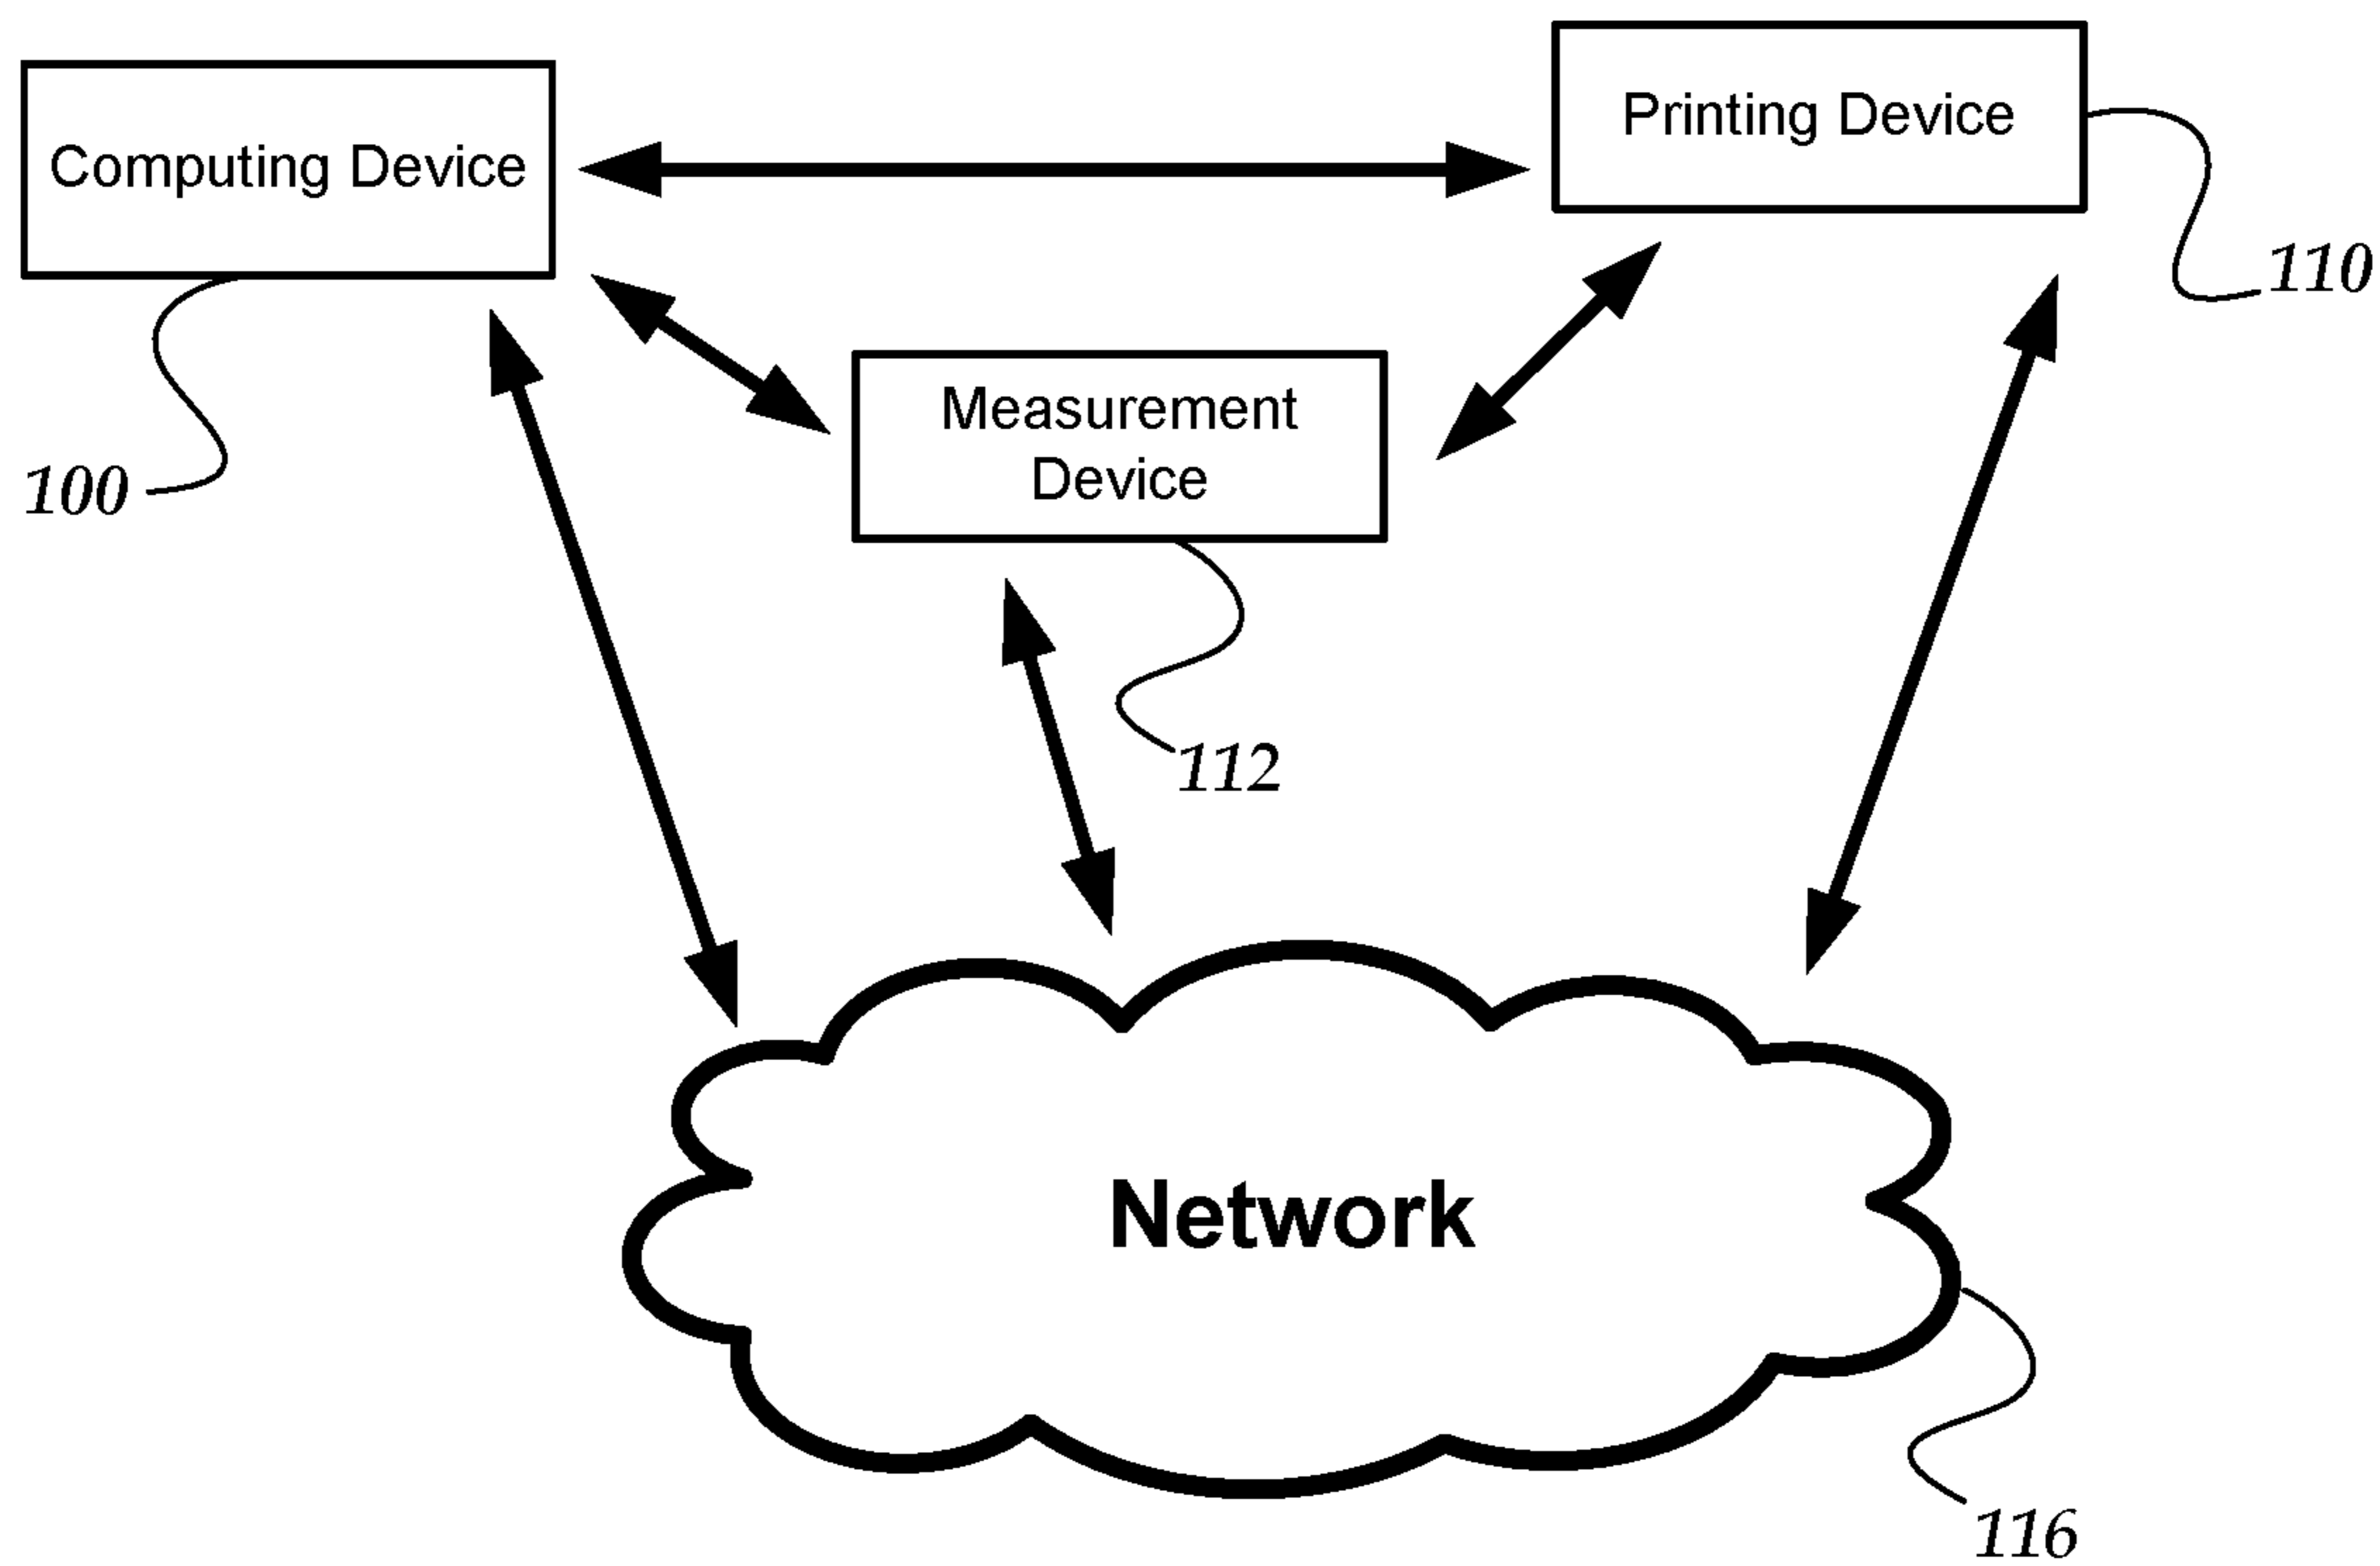 Printing Device
Computing Device
110
Measurement
Device
100
112
Network
116